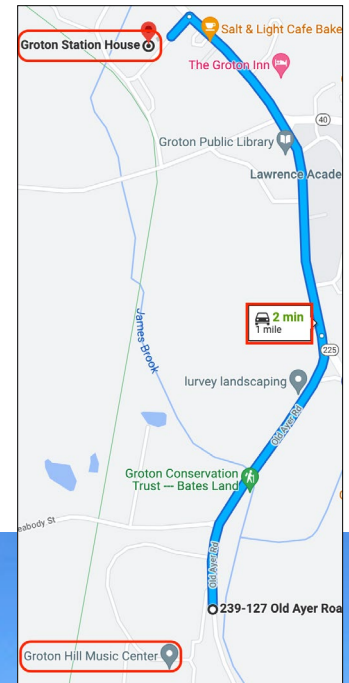 Salt & Light Cafe Bake
Groton Station House
The Groton Inn
40
Groton Public Library
Lawrence Acade
2 min
1 mile
James Brook
225
lurvey landscaping
Old Ayer Rd
Groton Conservation
Trust -- Bates Land
eabody St
Old Ayer Rd
239-127 Old Ayer Roa
Groton Hill Music Center